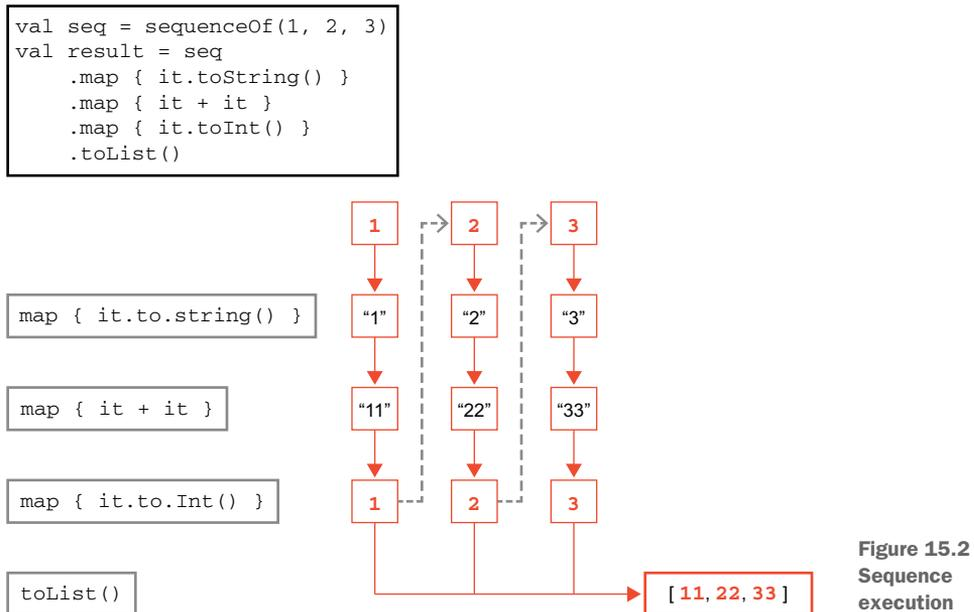 val seq = sequenceOf(1, 2, 3)
val result = seq
    .map { it.toString() }
    .map { it + it }
    .map { it.toInt() }
    .toList()
1 2 3
map { it.to.string() } “1” “2” “3”
map { it + it } “11” “22” “33”
map { it.to.Int() } 1 2 3
toList() [ 11, 22, 33 ]
Figure 15.2
Sequence
execution